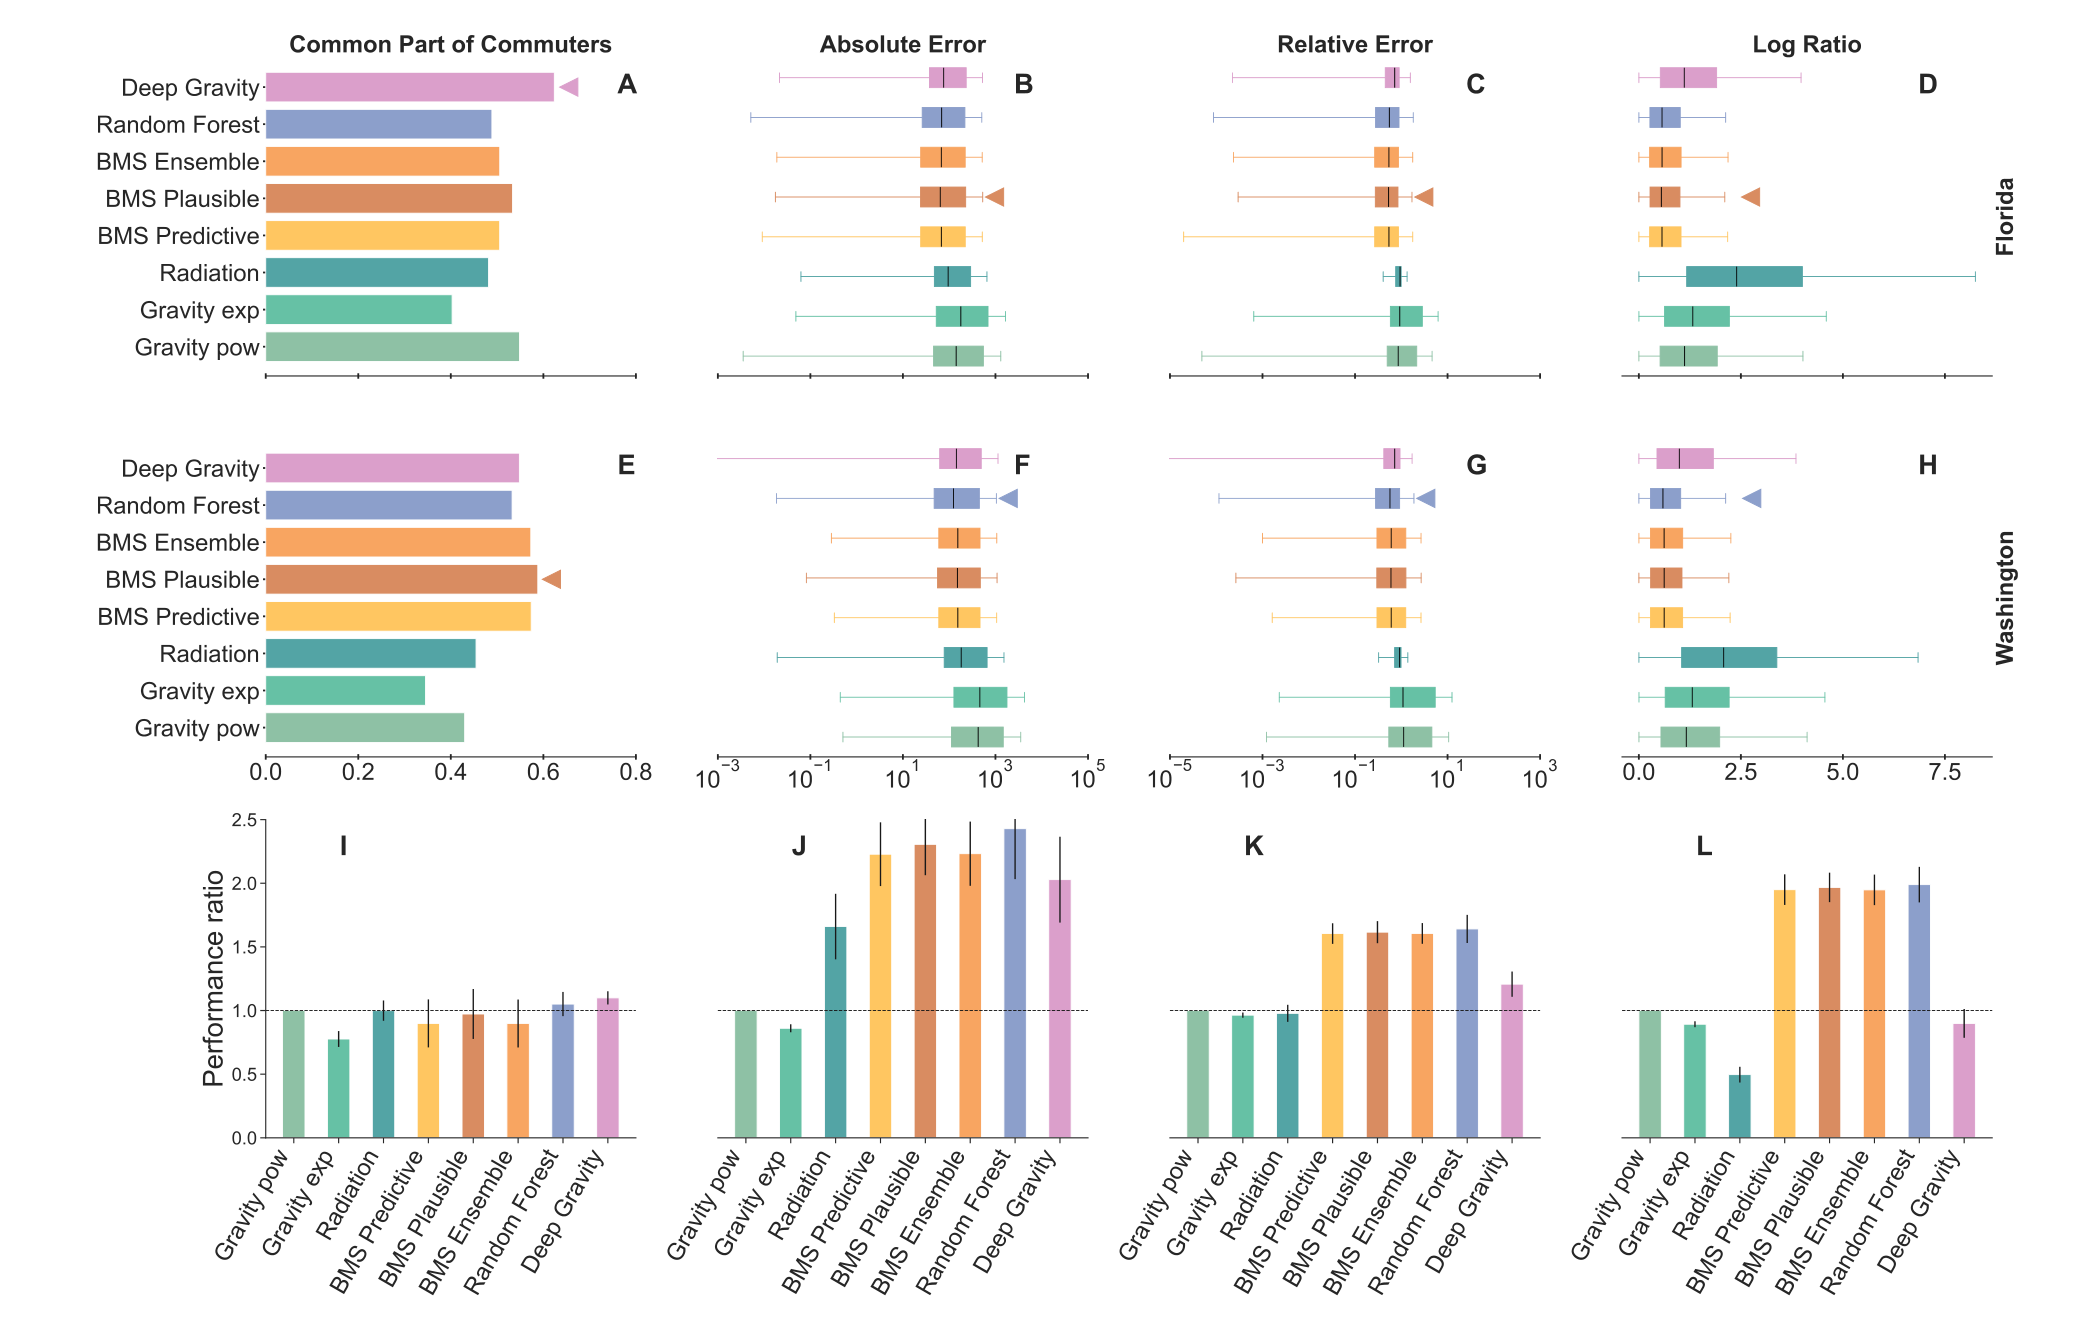 Common Part of Commuters
Absolute Error
Relative Error
Log Ratio
A
B
C
D
Deep Gravity
Random Forest
BMS Ensemble
BMS Plausible
BMS Predictive
Radiation
Gravity exp
Gravity pow
Florida
E
F
G
H
Deep Gravity
Random Forest
BMS Ensemble
BMS Plausible
BMS Predictive
Radiation
Gravity exp
Gravity pow
Washington
0.0 0.2 0.4 0.6 0.8
10−3 10−1 101 103 105
10−5 10−3 10−1 101 103
0.0 2.5 5.0 7.5
Performance ratio
2.5
2.0
1.5
1.0
0.5
0.0
I
J
K
L
Gravity pow
Gravity exp
Radiation
BMS Predictive
BMS Plausible
BMS Ensemble
Random Forest
Deep Gravity
Gravity pow
Gravity exp
Radiation
BMS Predictive
BMS Plausible
BMS Ensemble
Random Forest
Deep Gravity
Gravity pow
Gravity exp
Radiation
BMS Predictive
BMS Plausible
BMS Ensemble
Random Forest
Deep Gravity
Gravity pow
Gravity exp
Radiation
BMS Predictive
BMS Plausible
BMS Ensemble
Random Forest
Deep Gravity